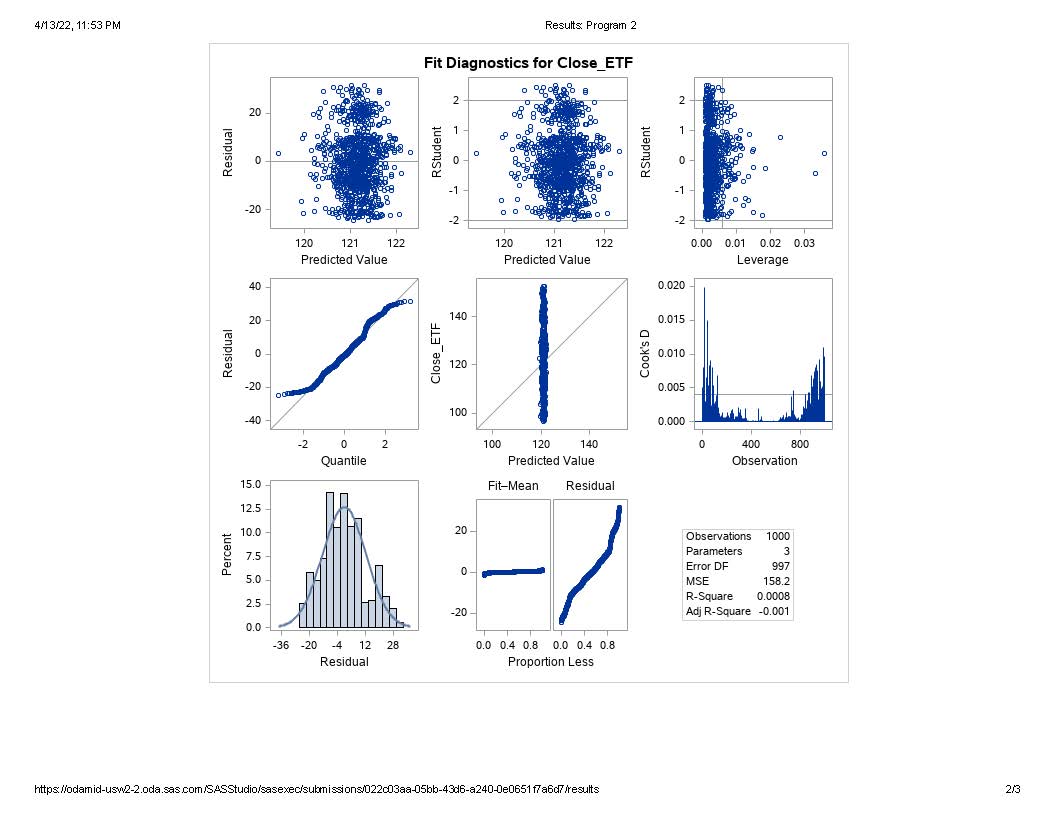 4/13/22, 11:53 PM Results: Program 2
Fit Diagnostics for Close_ETF
Residual
20
0
-20
120 121 122
Predicted Value
RStudent
2
1
0
-1
-2
120 121 122
Predicted Value
RStudent
2
1
0
-1
-2
0.00 0.01 0.02 0.03
Leverage
Residual
40
20
0
-20
-40
-2 0 2
Quantile
Close_ETF
140
120
100
100 120 140
Predicted Value
Cook's D
0.020
0.015
0.010
0.005
0.000
0 400 800
Observation
Percent
15.0
12.5
10.0
7.5
5.0
2.5
0.0
-36 -20 -4 12 28
Residual
Fit–Mean Residual
20
0
-20
0.0 0.4 0.8 0.0 0.4 0.8
Proportion Less
Observations 1000
Parameters 3
Error DF 997
MSE 158.2
R-Square 0.0008
Adj R-Square -0.001
https://odamid-usw2-2.oda.sas.com/SASStudio/sasexec/submissions/022c03aa-05bb-43d6-a240-0e0651f7a6d7/results 2/3